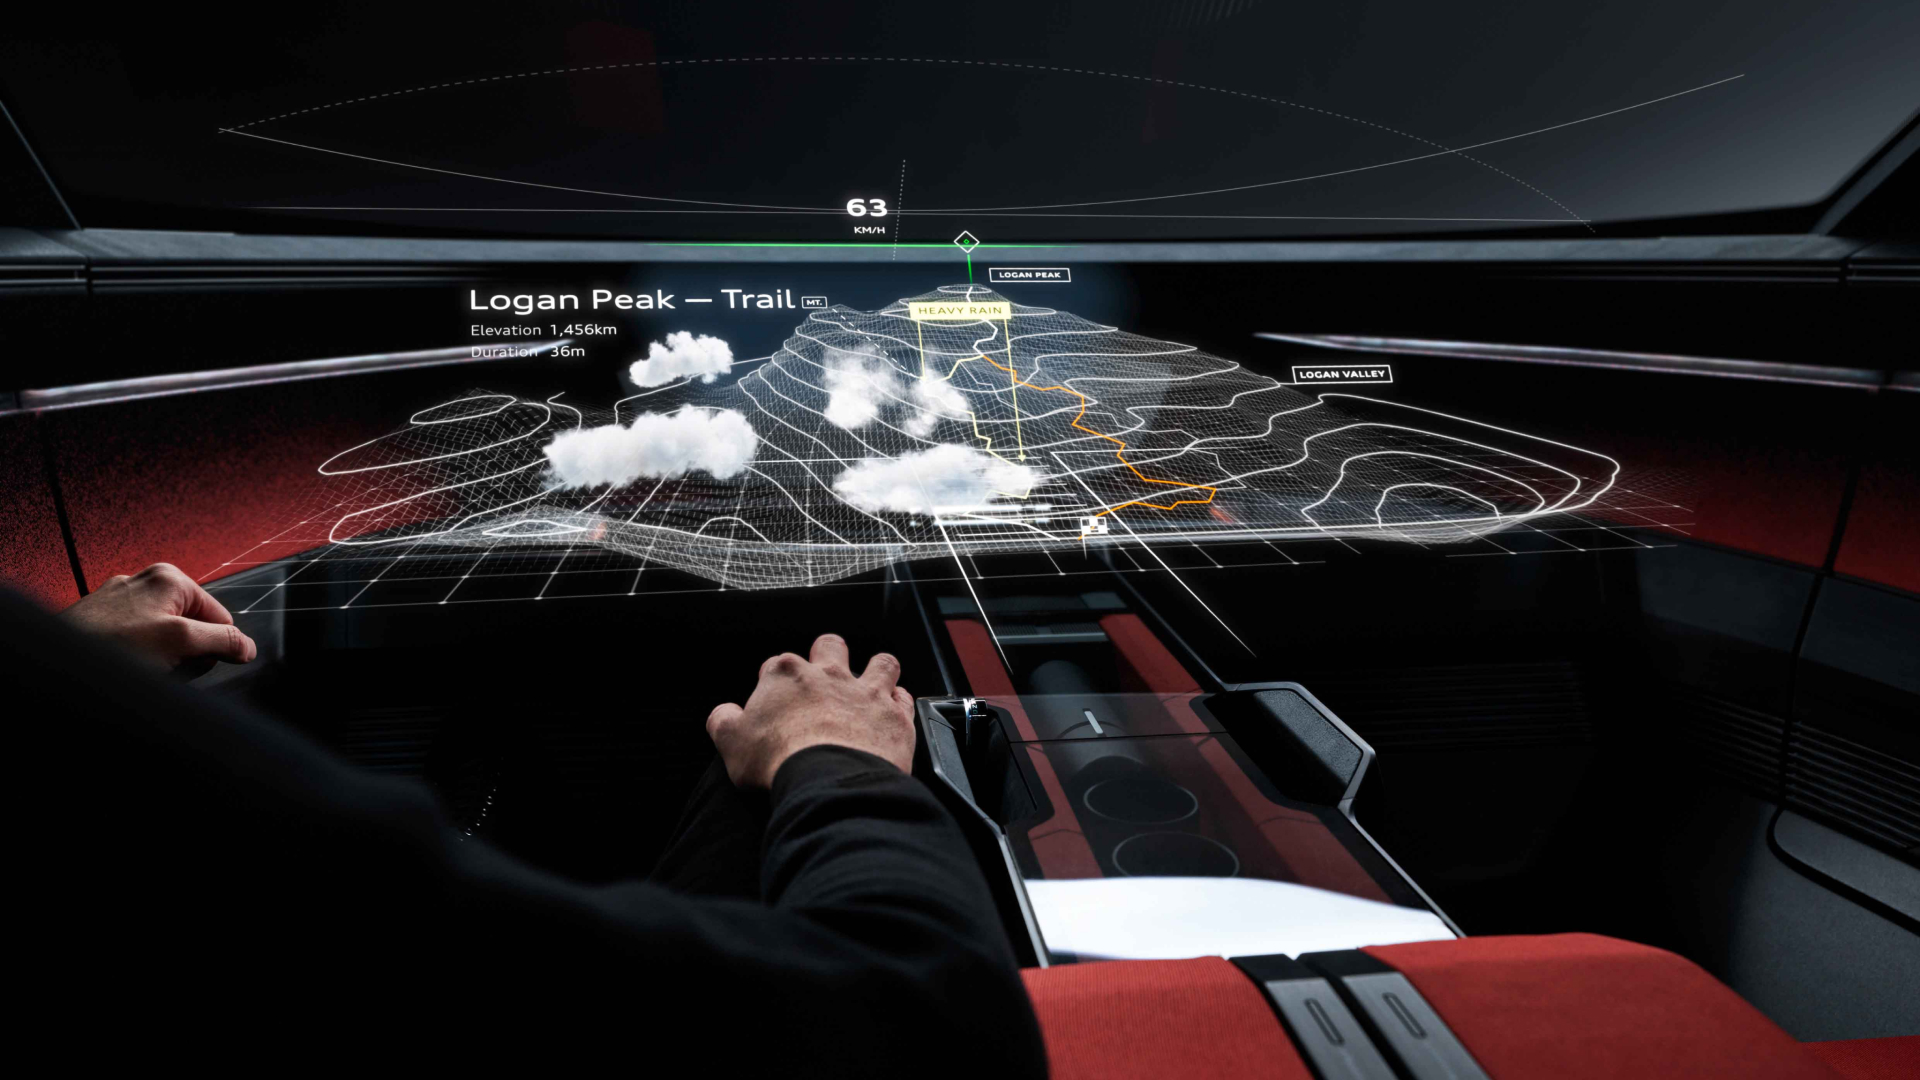 63
KM/H
LOGAN PEAK
Logan Peak — Trail MT.
HEAVY RAIN
Elevation 1,456km
Duration 36m
LOGAN VALLEY